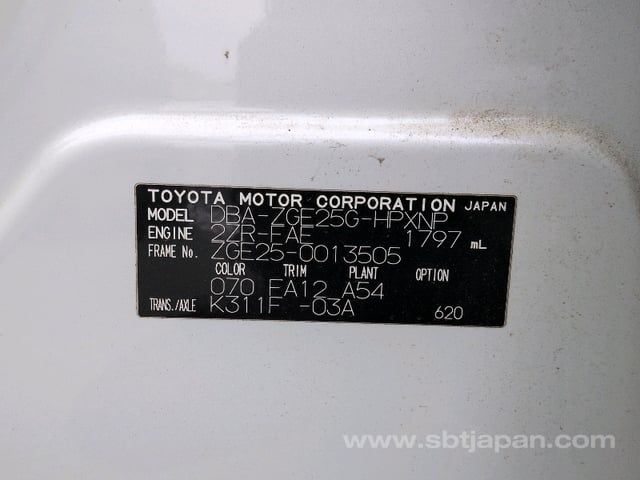 TOYOTA MOTOR CORPORATION JAPAN
MODEL DBA-ZGE25G-HPXNP
ENGINE 2ZR-FAE 1797 mL
FRAME No. ZGE25-0013505
COLOR TRIM PLANT OPTION
070 FA12 A54
TRANS./AXLE K311F -03A 620
www.sbtjapan.com